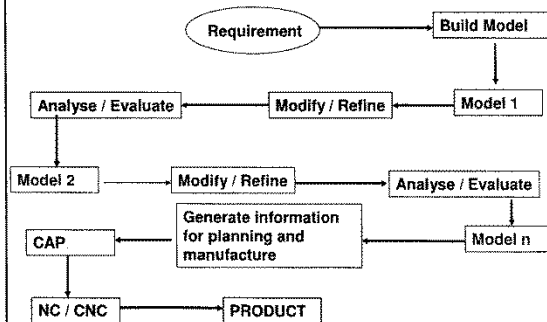 Requirement
Build Model
Analyse / Evaluate
Modify / Refine
Model 1
Model 2
Modify / Refine
Analyse / Evaluate
Generate information
for planning and
manufacture
CAP
Model n
NC / CNC
PRODUCT